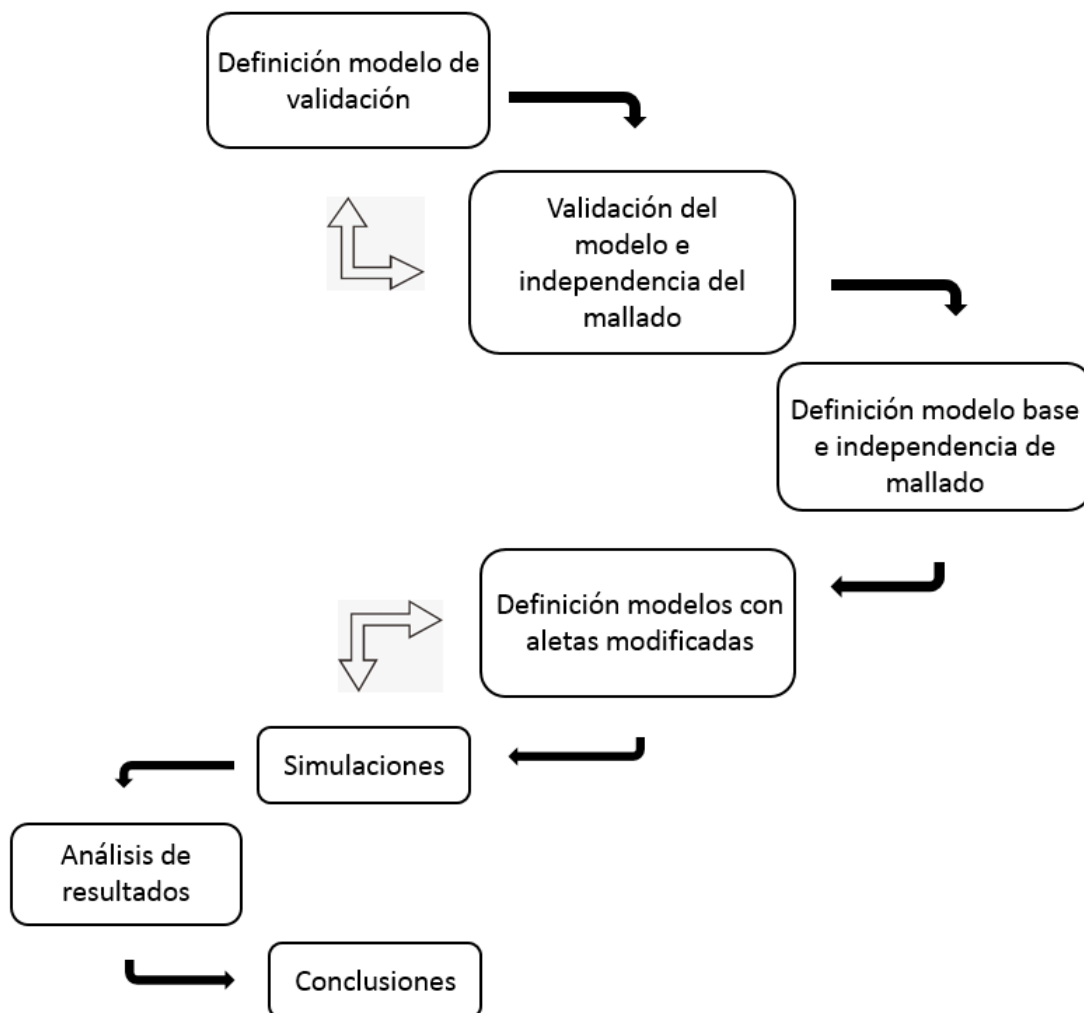 Definición modelo de
validación
Validación del
modelo e
independencia del
mallado
Definición modelo base
e independencia de
mallado
Definición modelos con
aletas modificadas
Simulaciones
Análisis de
resultados
Conclusiones